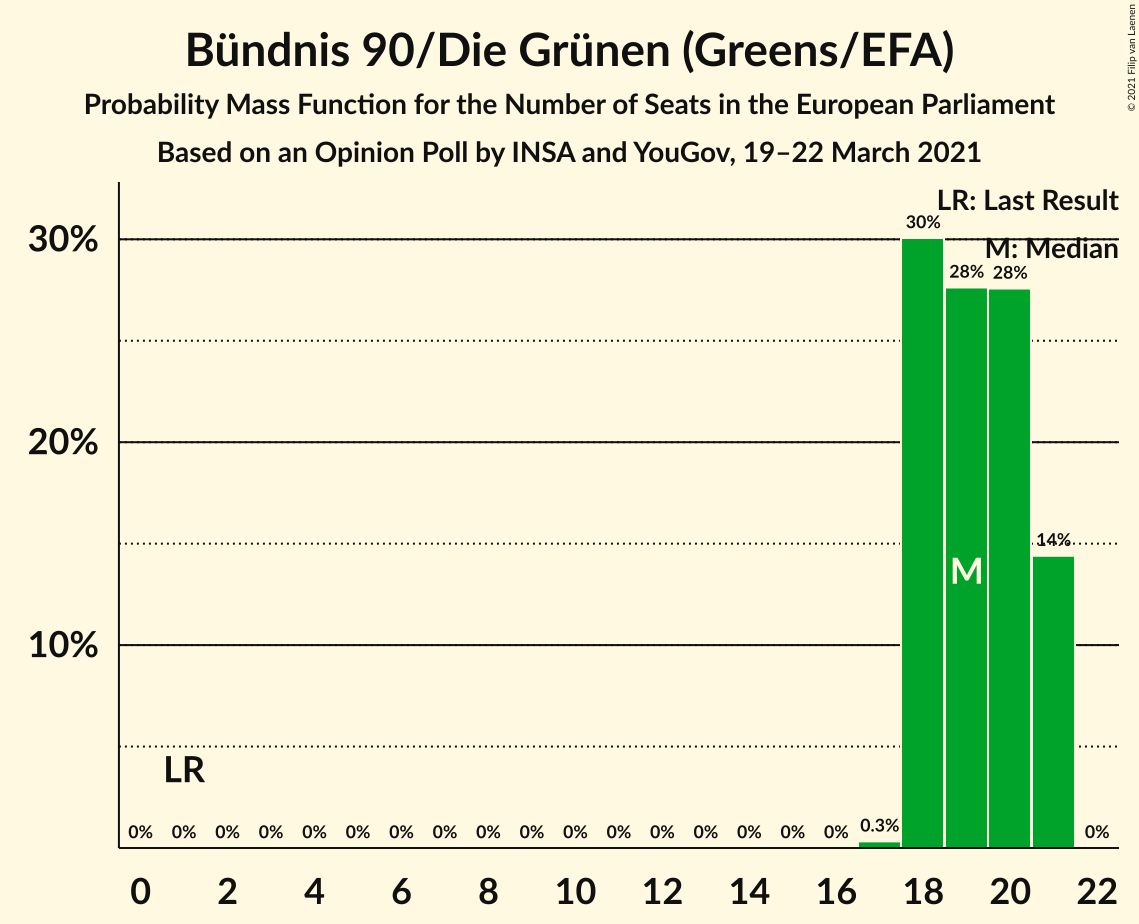 Bündnis 90/Die Grünen (Greens/EFA)
Probability Mass Function for the Number of Seats in the European Parliament
Based on an Opinion Poll by INSA and YouGov, 19–22 March 2021
© 2021 Filip van Laenen
LR: Last Result
M: Median
30%
20%
10%
30%
28%
28%
14%
M
LR
0% 0% 0% 0% 0% 0% 0% 0% 0% 0% 0% 0% 0% 0% 0% 0% 0% 0.3% 0%
0 2 4 6 8 10 12 14 16 18 20 22